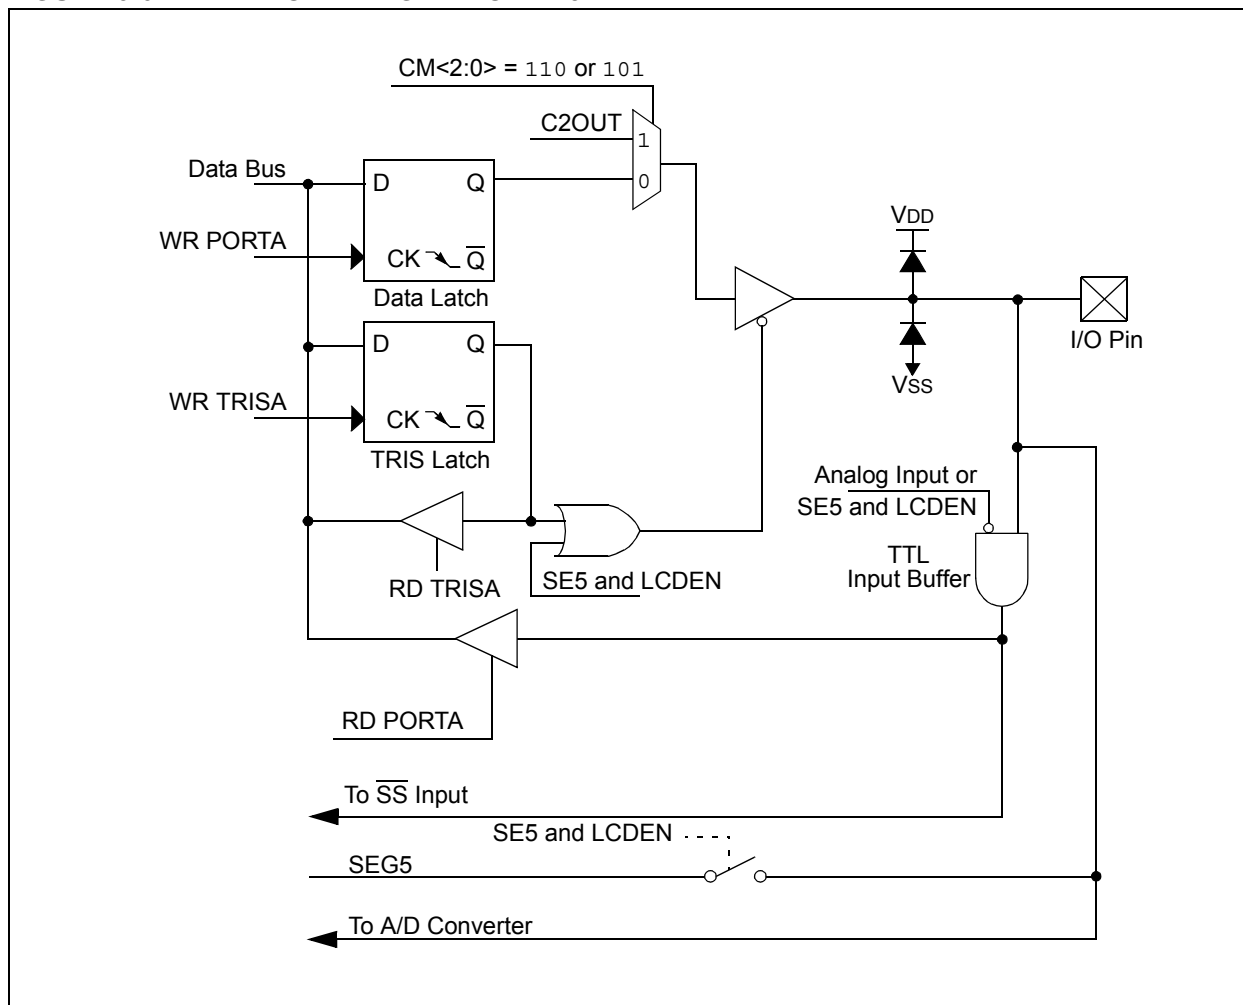 CM<2:0> = 110 or 101
C2OUT
1
0
Data Bus
D
Q
WR PORTA
CK
Q̅
Data Latch
VDD
I/O Pin
VSS
D
Q
WR TRISA
CK
Q̅
TRIS Latch
Analog Input or
SE5 and LCDEN
TTL
Input Buffer
RD TRISA
SE5 and LCDEN
RD PORTA
To S̅S̅ Input
SE5 and LCDEN
SEG5
To A/D Converter